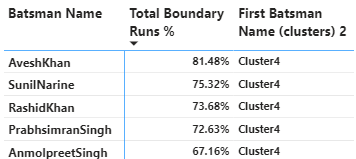 Batsman Name Total Boundary First Batsman
Runs % Name (clusters) 2
AveshKhan 81.48% Cluster4
SunilNarine 75.32% Cluster4
RashidKhan 73.68% Cluster4
PrabhsimranSingh 72.63% Cluster4
AnmolpreetSingh 67.16% Cluster4